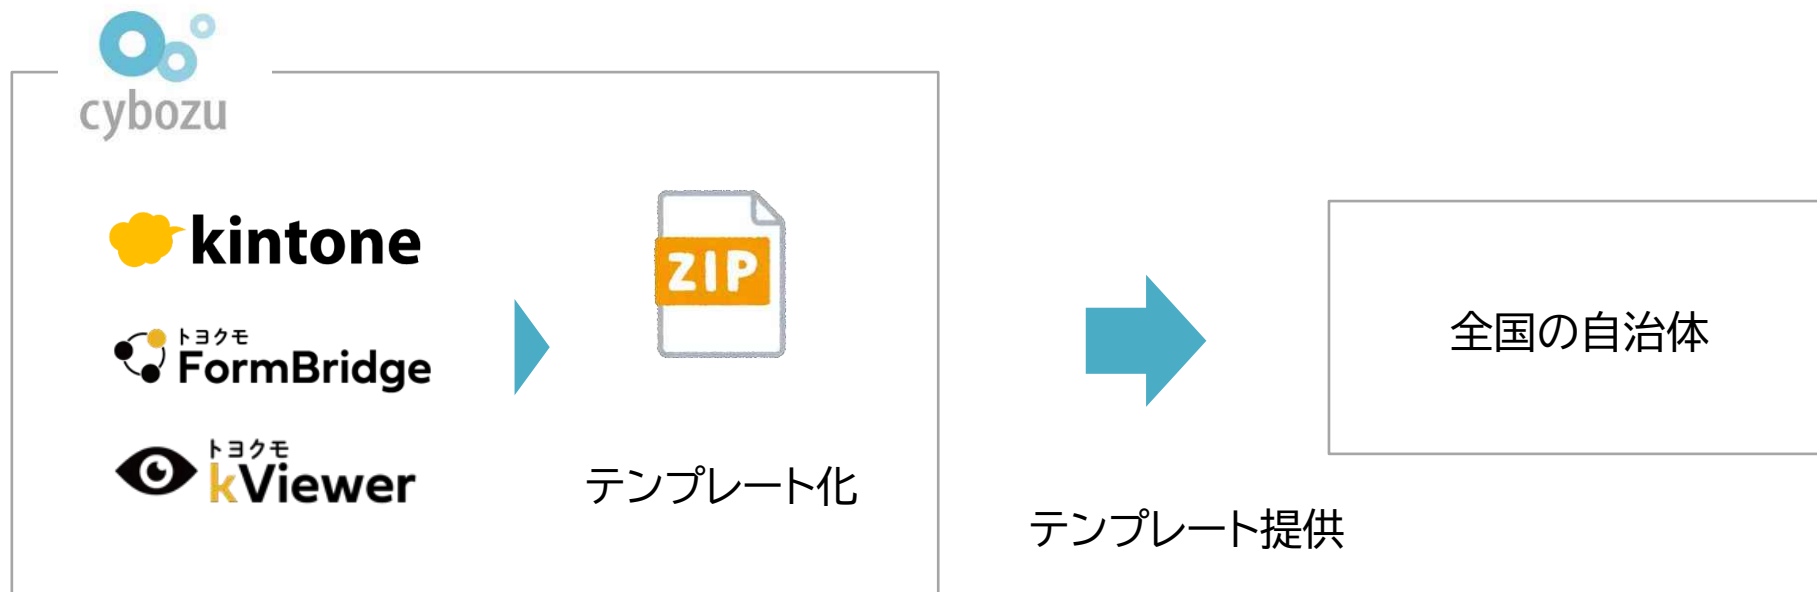 cybozu
kintone
トヨクモ
FormBridge
トヨクモ
kViewer
ZIP
テンプレート化
テンプレート提供
全国の自治体